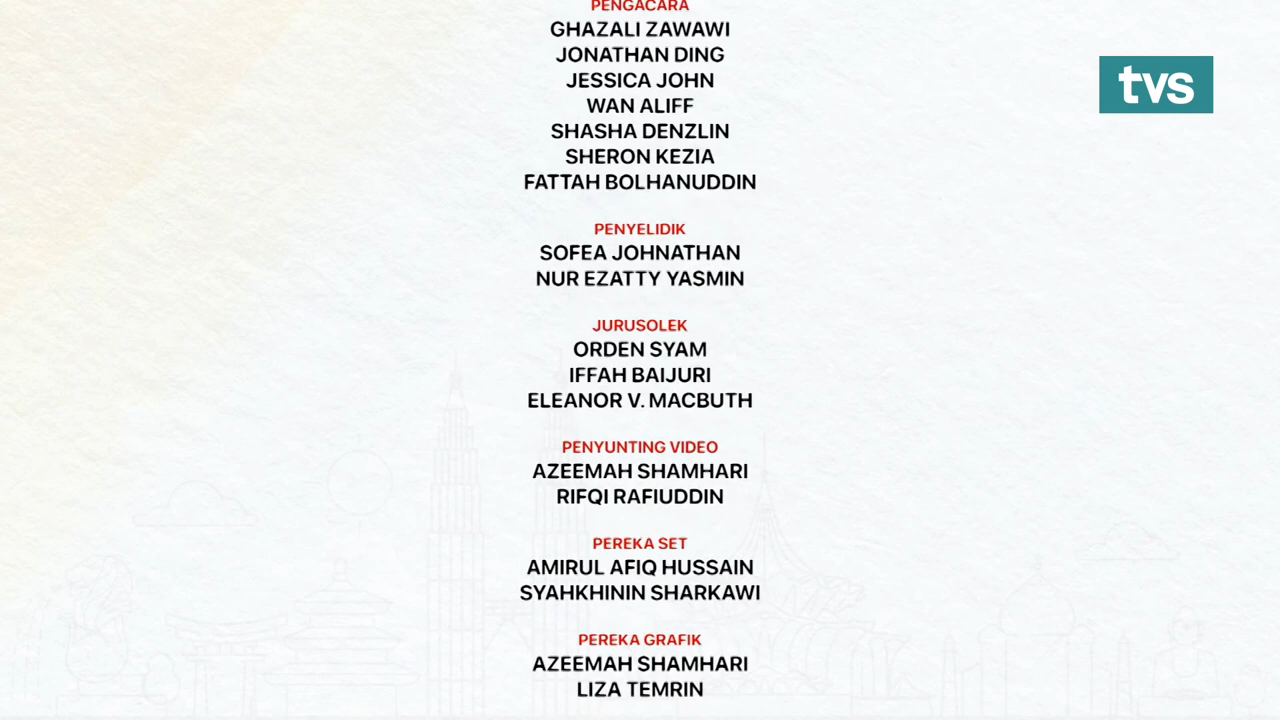 PENGACARA
GHAZALI ZAWAWI
JONATHAN DING
JESSICA JOHN
WAN ALIFF
SHASHA DENZLIN
SHERON KEZIA
FATTAH BOLHANUDDIN
tvs
PENYELIDIK
SOFEA JOHNATHAN
NUR EZATTY YASMIN
JURUSOLEK
ORDEN SYAM
IFFAH BAIJURI
ELEANOR V. MACBUTH
PENYUNTING VIDEO
AZEEMAH SHAMHARI
RIFQI RAFIUDDIN
PEREKA SET
AMIRUL AFIQ HUSSAIN
SYAHKHININ SHARKAWI
PEREKA GRAFIK
AZEEMAH SHAMHARI
LIZA TEMRIN